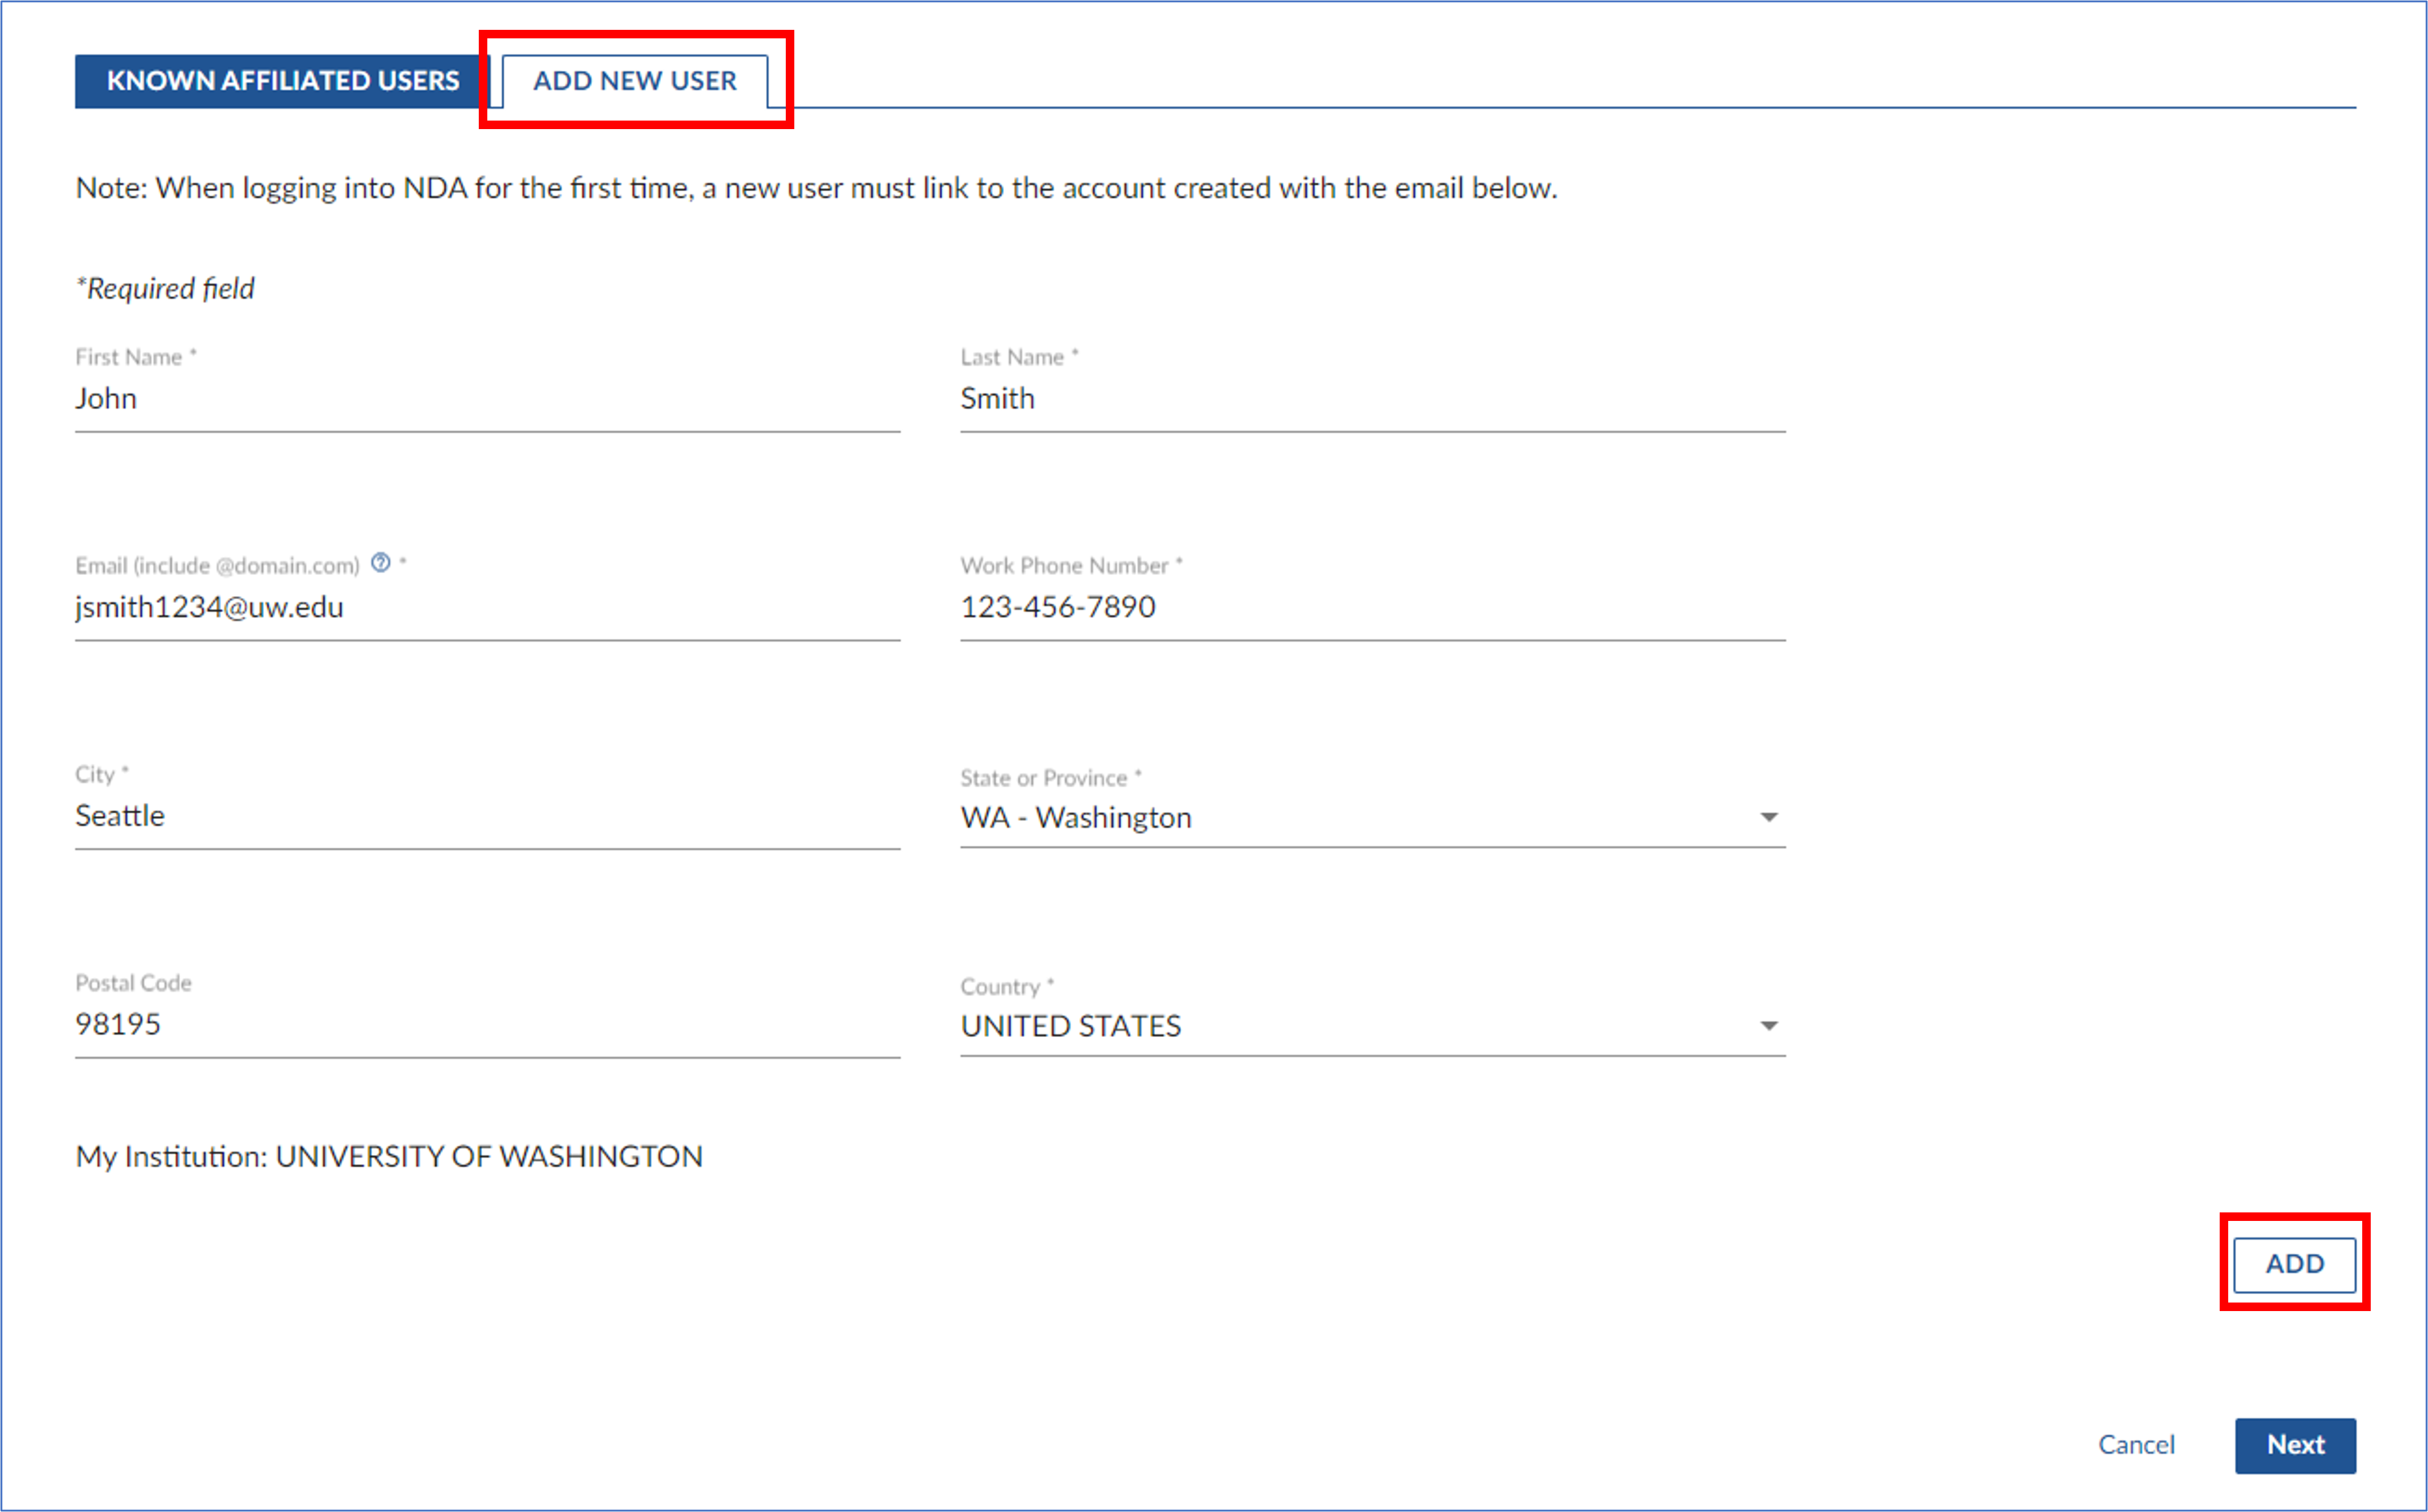 KNOWN AFFILIATED USERS ADD NEW USER
Note: When logging into NDA for the first time, a new user must link to the account created with the email below.
*Required field
First Name * Last Name *
John Smith
Email (include @domain.com) ? * Work Phone Number *
jsmith1234@uw.edu 123-456-7890
City * State or Province *
Seattle WA - Washington
Postal Code Country *
98195 UNITED STATES
My Institution: UNIVERSITY OF WASHINGTON
ADD
Cancel Next